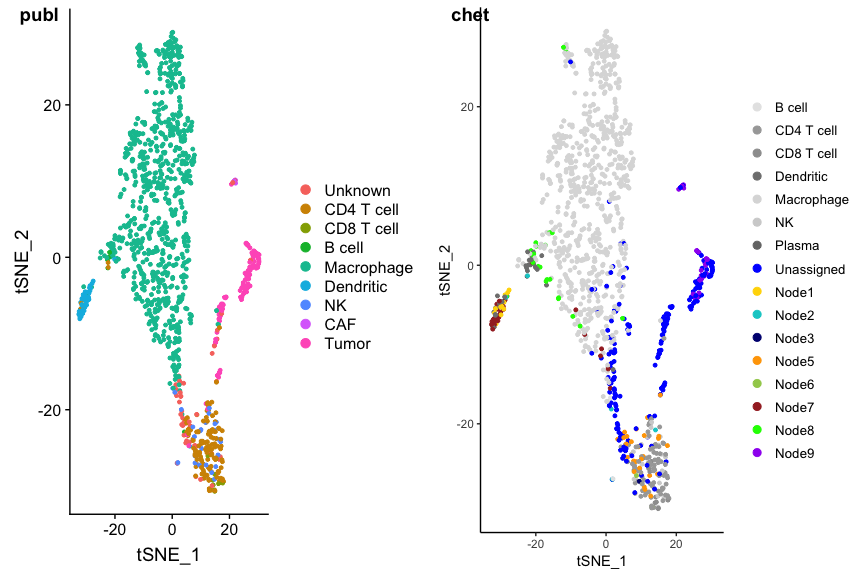 publ
20
0
-20
-20
0
20
tSNE_1
tSNE_2
Unknown
CD4 T cell
CD8 T cell
B cell
Macrophage
Dendritic
NK
CAF
Tumor
chet
20
0
-20
-20
0
20
tSNE_1
tSNE_2
B cell
CD4 T cell
CD8 T cell
Dendritic
Macrophage
NK
Plasma
Unassigned
Node1
Node2
Node3
Node5
Node6
Node7
Node8
Node9